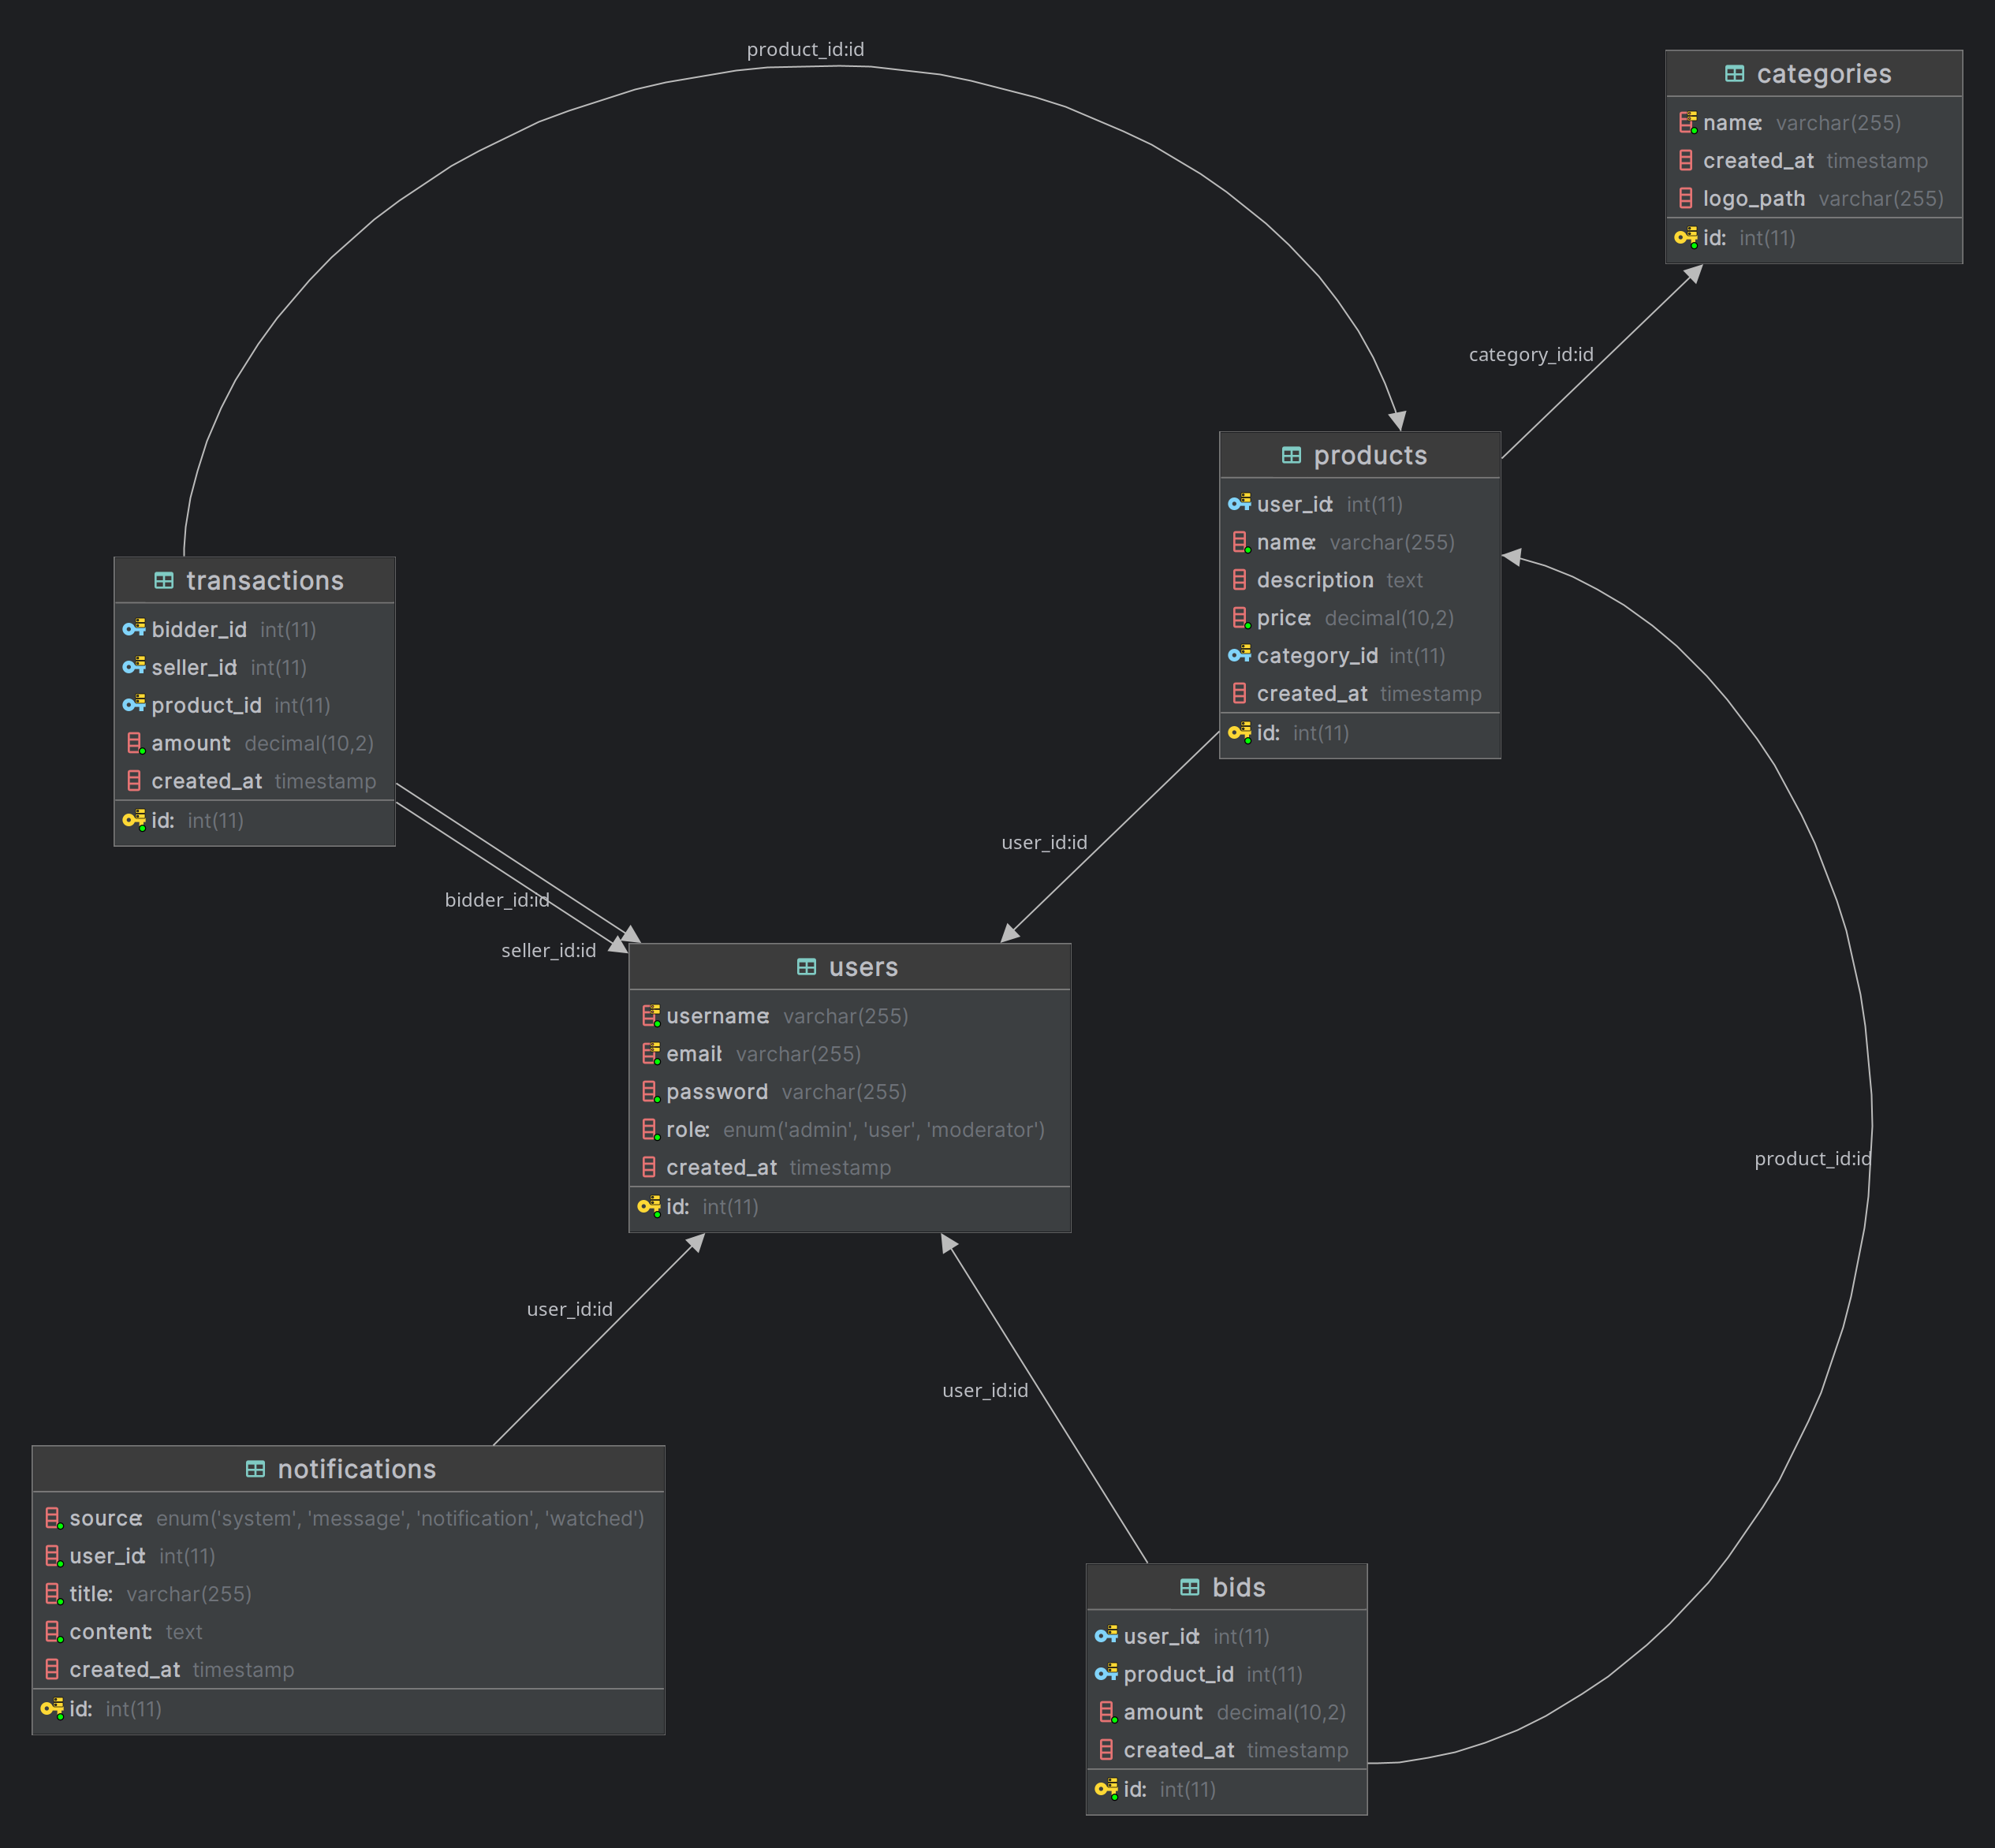 product_id:id
categories
name: varchar(255)
created_at timestamp
logo_path varchar(255)
id: int(11)
category_id:id
products
user_id: int(11)
name: varchar(255)
description text
price: decimal(10,2)
category_id int(11)
created_at timestamp
id: int(11)
transactions
bidder_id int(11)
seller_id int(11)
product_id int(11)
amount decimal(10,2)
created_at timestamp
id: int(11)
user_id:id
bidder_id:id
seller_id:id
users
username: varchar(255)
email: varchar(255)
password varchar(255)
role: enum('admin', 'user', 'moderator')
created_at timestamp
id: int(11)
product_id:id
user_id:id
user_id:id
notifications
source: enum('system', 'message', 'notification', 'watched')
user_id: int(11)
title: varchar(255)
content: text
created_at timestamp
id: int(11)
bids
user_id: int(11)
product_id int(11)
amount decimal(10,2)
created_at timestamp
id: int(11)